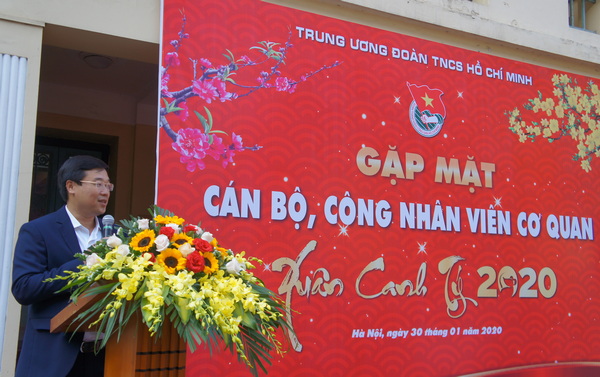 TRUNG ƯƠNG ĐOÀN TNCS HỒ CHÍ MINH
GẶP MẶT
CÁN BỘ, CÔNG NHÂN VIÊN CƠ QUAN
Xuân Canh Tý 2020
Hà Nội, ngày 30 tháng 01 năm 2020